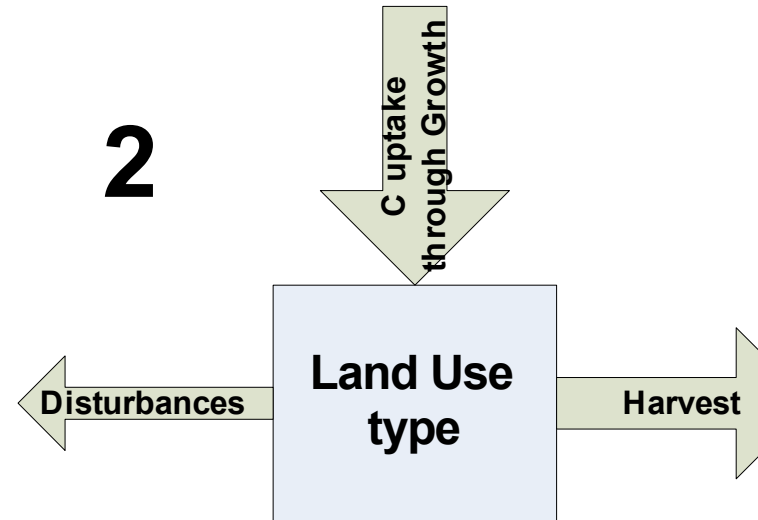 2
C uptake
through Growth
Land Use
type
Disturbances
Harvest